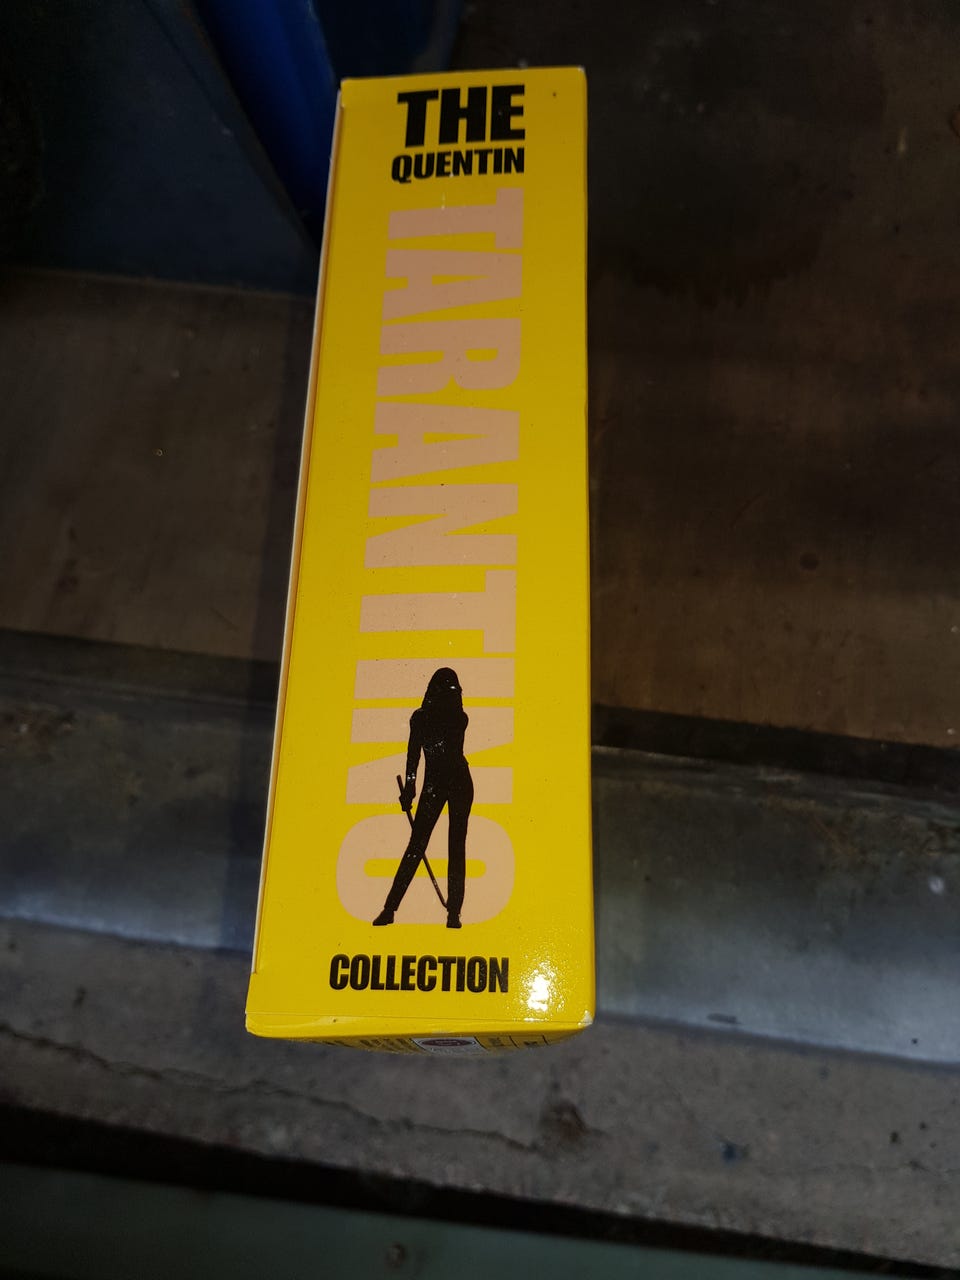 THE
QUENTIN
TARANTINO
COLLECTION